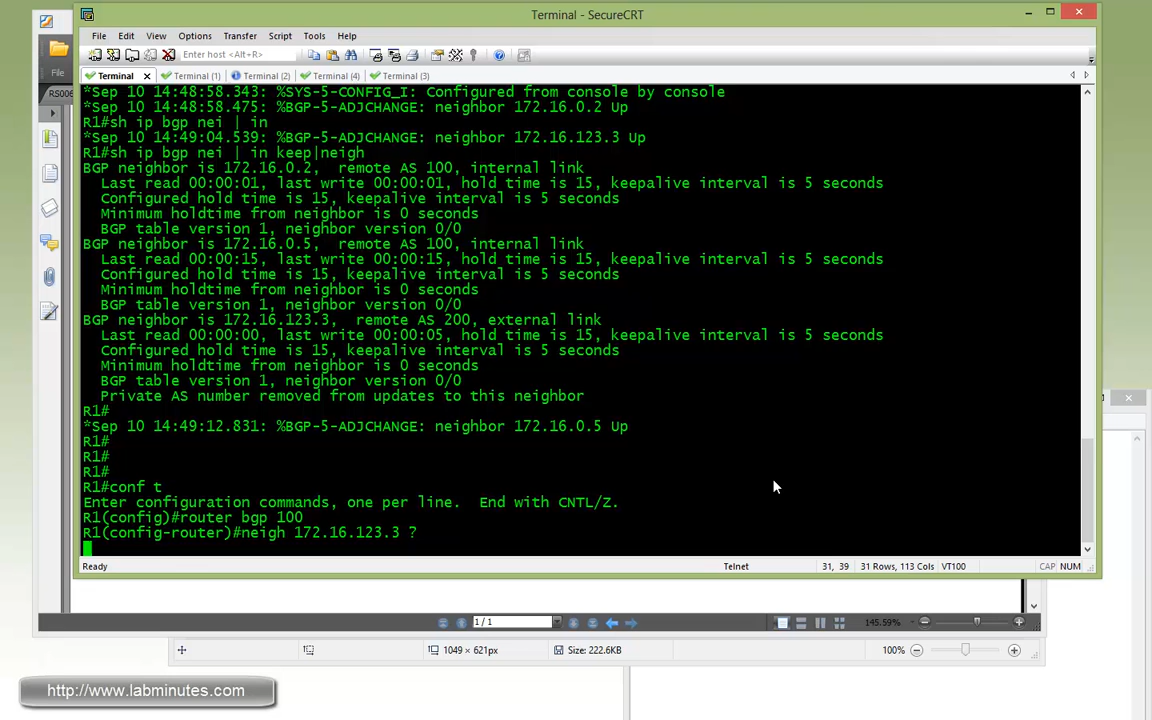 Terminal - SecureCRT
File Edit View Options Transfer Script Tools Help
Enter host <Alt+R>
File
Terminal Terminal (1) Terminal (2) Terminal (4) Terminal (3)
RS006
*Sep 10 14:48:58.343: %SYS-5-CONFIG_I: Configured from console by console
*Sep 10 14:48:58.475: %BGP-5-ADJCHANGE: neighbor 172.16.0.2 Up
R1#sh ip bgp nei | in
*Sep 10 14:49:04.539: %BGP-5-ADJCHANGE: neighbor 172.16.123.3 Up
R1#sh ip bgp nei | in keep|neigh
BGP neighbor is 172.16.0.2,  remote AS 100, internal link
  Last read 00:00:01, last write 00:00:01, hold time is 15, keepalive interval is 5 seconds
  Configured hold time is 15, keepalive interval is 5 seconds
  Minimum holdtime from neighbor is 0 seconds
  BGP table version 1, neighbor version 0/0
BGP neighbor is 172.16.0.5,  remote AS 100, internal link
  Last read 00:00:15, last write 00:00:15, hold time is 15, keepalive interval is 5 seconds
  Configured hold time is 15, keepalive interval is 5 seconds
  Minimum holdtime from neighbor is 0 seconds
  BGP table version 1, neighbor version 0/0
BGP neighbor is 172.16.123.3,  remote AS 200, external link
  Last read 00:00:00, last write 00:00:05, hold time is 15, keepalive interval is 5 seconds
  Configured hold time is 15, keepalive interval is 5 seconds
  Minimum holdtime from neighbor is 0 seconds
  BGP table version 1, neighbor version 0/0
  Private AS number removed from updates to this neighbor
R1#
*Sep 10 14:49:12.831: %BGP-5-ADJCHANGE: neighbor 172.16.0.5 Up
R1#
R1#
R1#
R1#conf t
Enter configuration commands, one per line.  End with CNTL/Z.
R1(config)#router bgp 100
R1(config-router)#neigh 172.16.123.3 ?
Ready Telnet 31, 39 31 Rows, 113 Cols VT100 CAP NUM
1 / 1 145.59%
1049 × 621px Size: 222.6KB 100%
http://www.labminutes.com